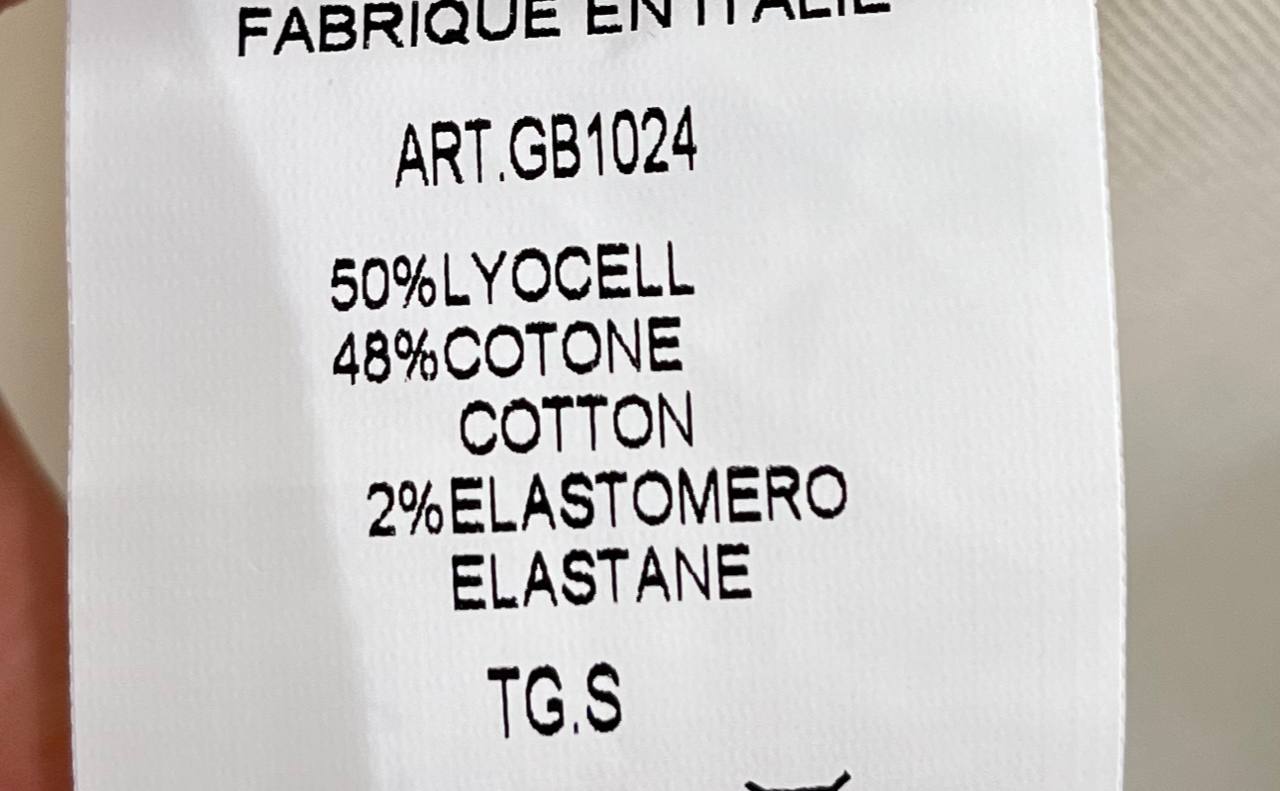 FABRIQUE EN ITALIE
ART.GB1024
50%LYOCELL
48%COTONE
COTTON
2%ELASTOMERO
ELASTANE
TG.S